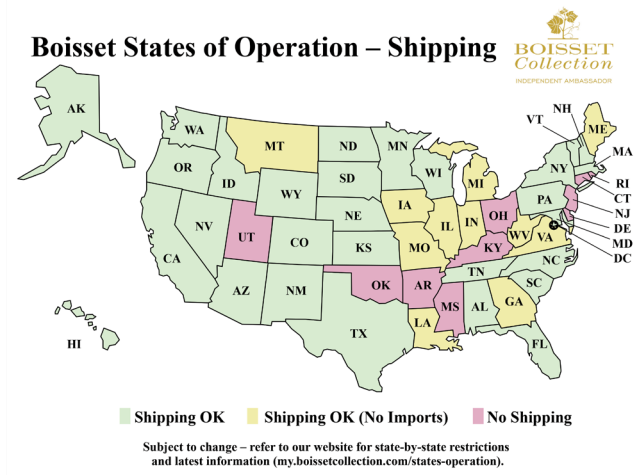 Boisset States of Operation – Shipping
BOISSET
Collection
INDEPENDENT AMBASSADOR
AK
WA
MT
ND
MN
VT
NH
ME
OR
ID
WY
SD
WI
MI
NY
MA
RI
CT
NJ
DE
MD
DC
NV
UT
CO
NE
IA
IL
IN
OH
PA
CA
KS
MO
KY
WV
VA
AZ
NM
OK
AR
TN
NC
SC
HI
TX
LA
MS
AL
GA
FL
Shipping OK
Shipping OK (No Imports)
No Shipping
Subject to change – refer to our website for state-by-state restrictions
and latest information (my.boissetcollection.com/states-operation).